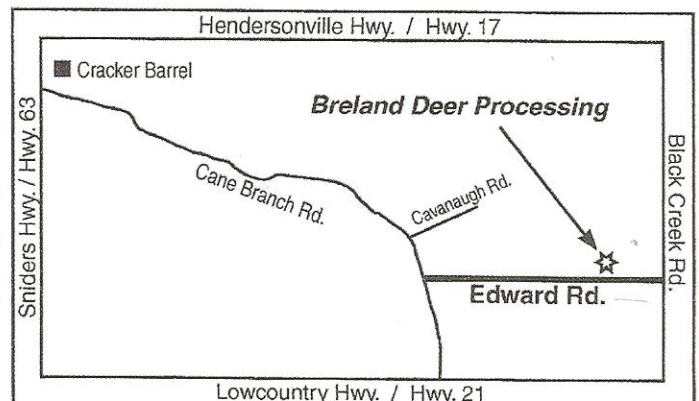 Hendersonville Hwy. / Hwy. 17
Cracker Barrel
Breland Deer Processing
Sniders Hwy. / Hwy. 63
Cane Branch Rd.
Cavanaugh Rd.
Black Creek Rd.
Edward Rd.
Lowcountry Hwy. / Hwy. 21